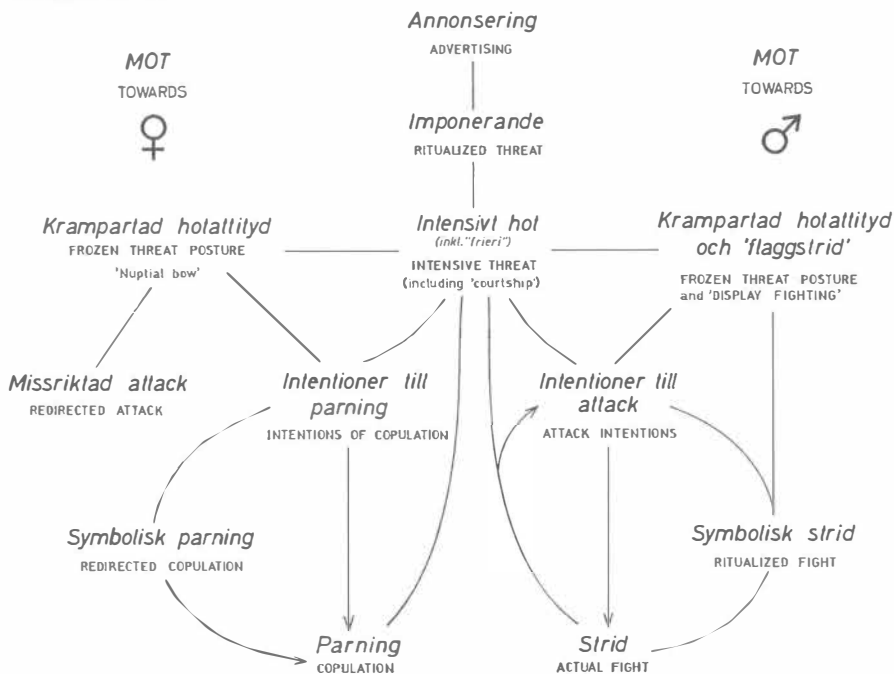 Annonsering
ADVERTISING
MOT
TOWARDS
♀
MOT
TOWARDS
♂
Imponerande
RITUALIZED THREAT
Krampartad hotattityd
FROZEN THREAT POSTURE
'Nuptial bow'
Intensivt hot
(inkl."frieri")
INTENSIVE THREAT
(including 'courtship')
Krampartad hotattityd
och 'flaggstrid'
FROZEN THREAT POSTURE
and 'DISPLAY FIGHTING'
Missriktad attack
REDIRECTED ATTACK
Intentioner till
parning
INTENTIONS OF COPULATION
Intentioner till
attack
ATTACK INTENTIONS
Symbolisk parning
REDIRECTED COPULATION
Symbolisk strid
RITUALIZED FIGHT
Parning
COPULATION
Strid
ACTUAL FIGHT